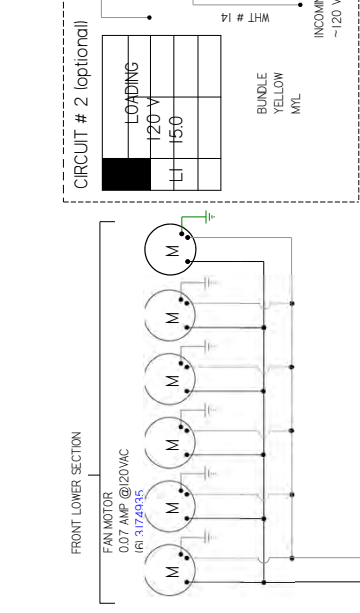 CIRCUIT # 2 (optional)
LOADING
120 V
L1 15.0
WHT # 14
BUNDLE
YELLOW
MYL
~120 V
FRONT LOWER SECTION
FAN MOTOR
0.07 AMP @120VAC
(6) 3174935
M
M
M
M
M
M